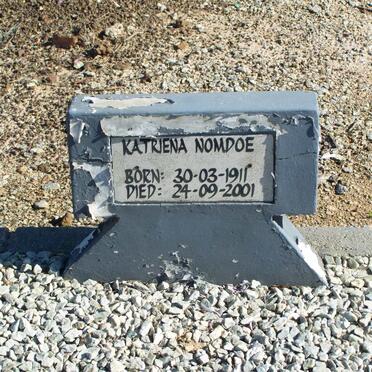 KATRIENA NOMDOE
BORN: 30-03-1911
DIED: 24-09-2001